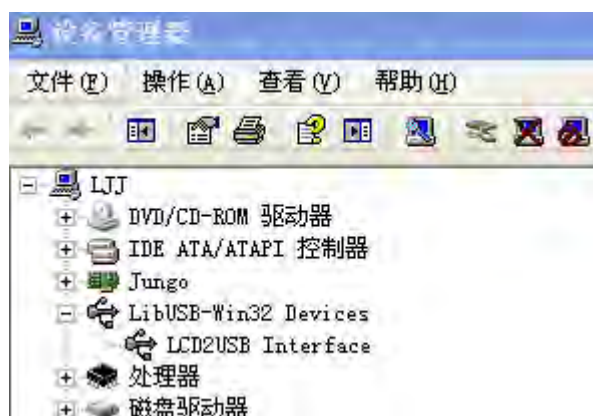 设备管理器
文件(F) 操作(A) 查看(V) 帮助(H)
LJJ
DVD/CD-ROM 驱动器
IDE ATA/ATAPI 控制器
Jungo
LibUSB-Win32 Devices
LCD2USB Interface
处理器
磁盘驱动器